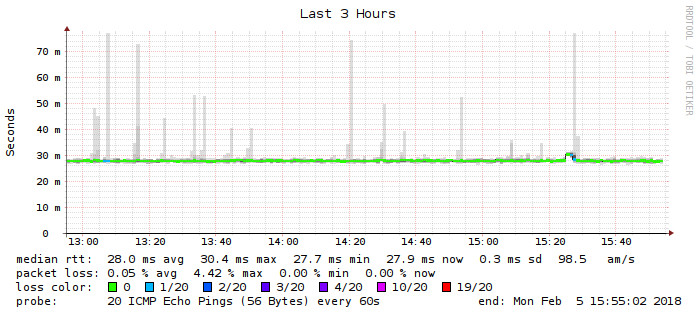 Last 3 Hours
RRDTOOL / TOBI OETIKER
Seconds
70 m
60 m
50 m
40 m
30 m
20 m
10 m
0
13:00 13:20 13:40 14:00 14:20 14:40 15:00 15:20 15:40
median rtt: 28.0 ms avg 30.4 ms max 27.7 ms min 27.9 ms now 0.3 ms sd 98.5 am/s
packet loss: 0.05 % avg 4.42 % max 0.00 % min 0.00 % now
loss color: 0 1/20 2/20 3/20 4/20 10/20 19/20
probe: 20 ICMP Echo Pings (56 Bytes) every 60s end: Mon Feb 5 15:55:02 2018